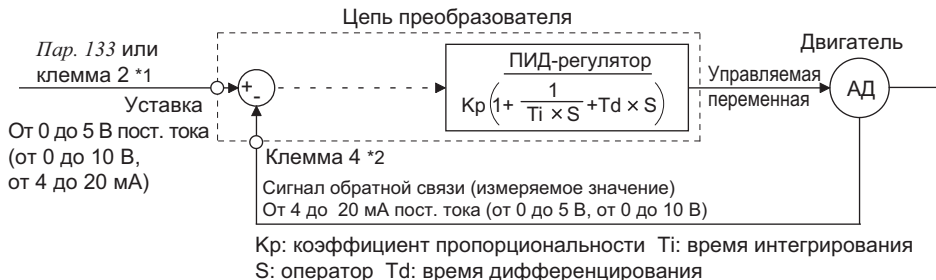 Цепь преобразователя
Пар. 133 или
клемма 2 *1
Уставка
От 0 до 5 В пост. тока
(от 0 до 10 В,
от 4 до 20 мА)
+
-
ПИД-регулятор
Kp(1+ 1/(Ti × S) +Td × S)
Управляемая
переменная
Двигатель
АД
Клемма 4 *2
Сигнал обратной связи (измеряемое значение)
От 4 до 20 мА пост. тока (от 0 до 5 В, от 0 до 10 В)
Kp: коэффициент пропорциональности Ti: время интегрирования
S: оператор Td: время дифференцирования